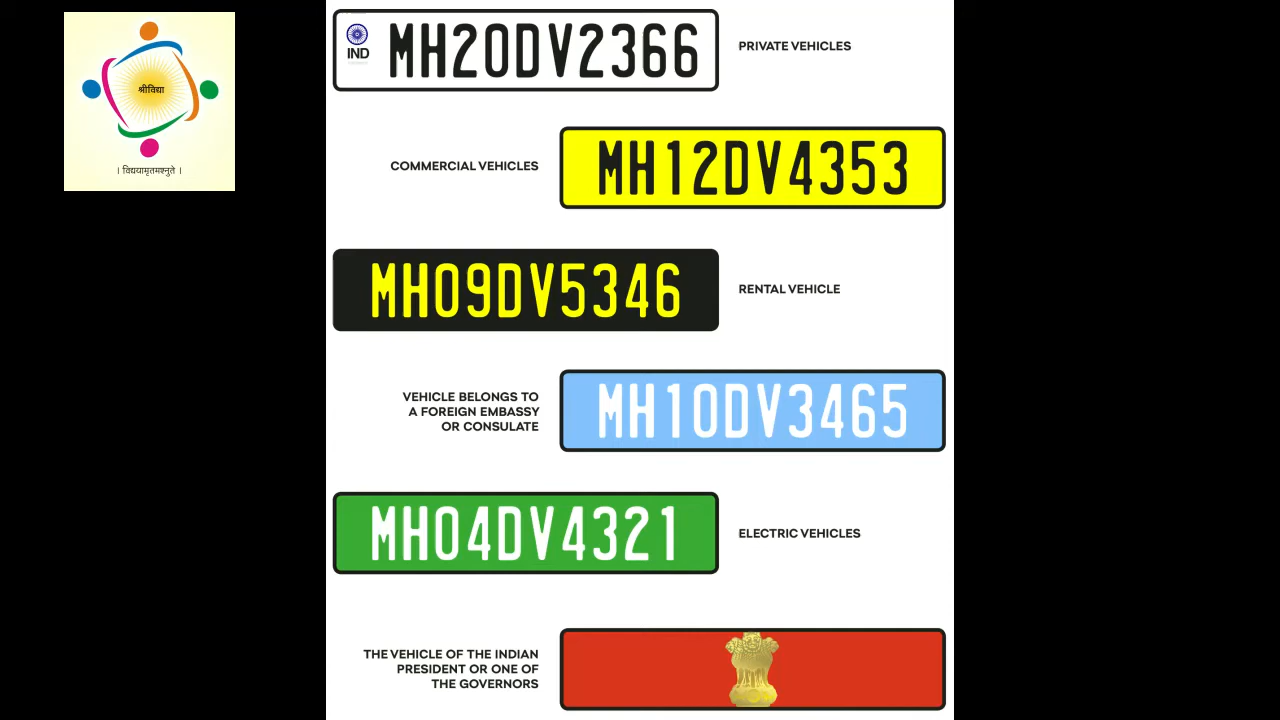 श्रीविद्या
। विद्ययामृतमश्नुते ।
IND
MH20DV2366
PRIVATE VEHICLES
COMMERCIAL VEHICLES
MH12DV4353
MH09DV5346
RENTAL VEHICLE
VEHICLE BELONGS TO
A FOREIGN EMBASSY
OR CONSULATE
MH10DV3465
MH04DV4321
ELECTRIC VEHICLES
THE VEHICLE OF THE INDIAN
PRESIDENT OR ONE OF
THE GOVERNORS